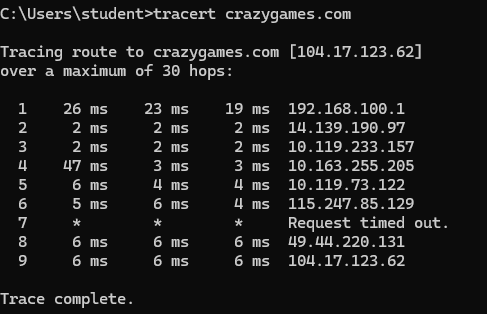 C:\Users\student>tracert crazygames.com
Tracing route to crazygames.com [104.17.123.62]
over a maximum of 30 hops:
1 26 ms 23 ms 19 ms 192.168.100.1
2 2 ms 2 ms 2 ms 14.139.190.97
3 2 ms 2 ms 2 ms 10.119.233.157
4 47 ms 3 ms 3 ms 10.163.255.205
5 6 ms 4 ms 4 ms 10.119.73.122
6 5 ms 6 ms 4 ms 115.247.85.129
7 * * * Request timed out.
8 6 ms 6 ms 6 ms 49.44.220.131
9 6 ms 6 ms 6 ms 104.17.123.62
Trace complete.